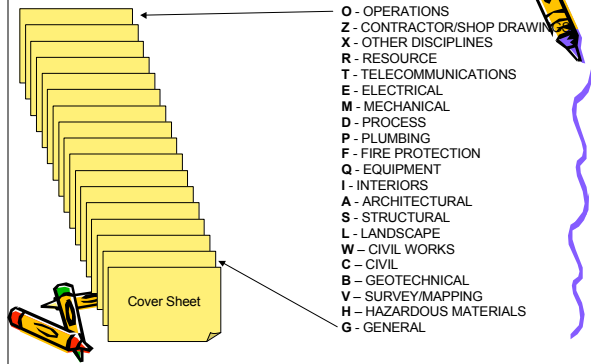 O - OPERATIONS
Z - CONTRACTOR/SHOP DRAWINGS
X - OTHER DISCIPLINES
R - RESOURCE
T - TELECOMMUNICATIONS
E - ELECTRICAL
M - MECHANICAL
D - PROCESS
P - PLUMBING
F - FIRE PROTECTION
Q - EQUIPMENT
I - INTERIORS
A - ARCHITECTURAL
S - STRUCTURAL
L - LANDSCAPE
W – CIVIL WORKS
C – CIVIL
B – GEOTECHNICAL
V – SURVEY/MAPPING
H – HAZARDOUS MATERIALS
G - GENERAL
Cover Sheet